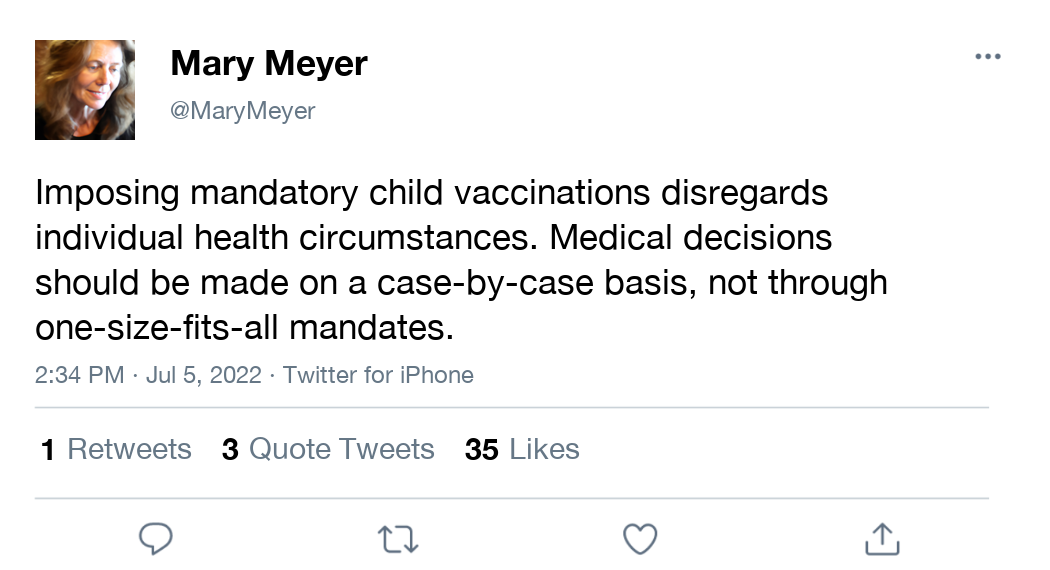 Mary Meyer
@MaryMeyer
Imposing mandatory child vaccinations disregards
individual health circumstances. Medical decisions
should be made on a case-by-case basis, not through
one-size-fits-all mandates.
2:34 PM · Jul 5, 2022 · Twitter for iPhone
1 Retweets 3 Quote Tweets 35 Likes